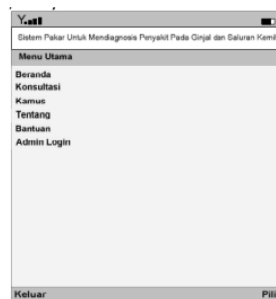 Sistem Pakar Untuk Mendiagnosis Penyakit Pada Ginjal dan Saluran Kemih
Menu Utama
Beranda
Konsultasi
Kamus
Tentang
Bantuan
Admin Login
Keluar Pili